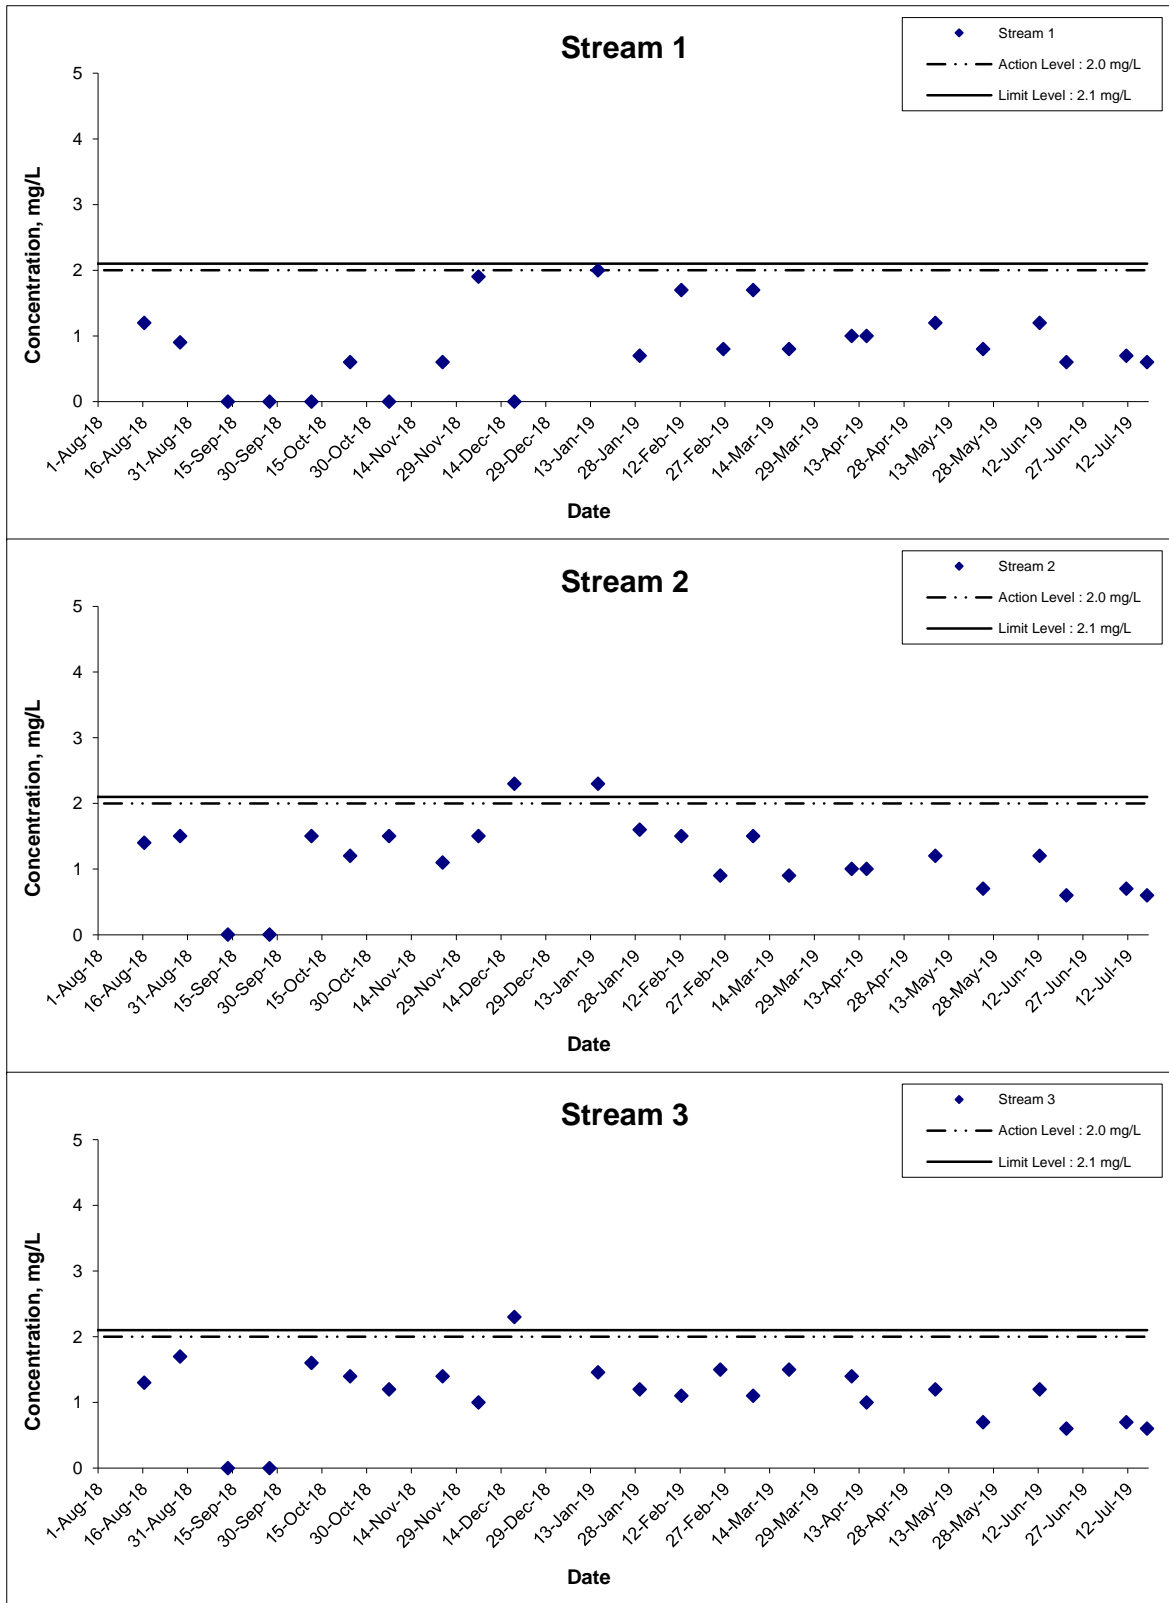 Stream 1
Stream 1
Action Level : 2.0 mg/L
Limit Level : 2.1 mg/L
Concentration, mg/L
5
4
3
2
1
0
1-Aug-18
16-Aug-18
31-Aug-18
15-Sep-18
30-Sep-18
15-Oct-18
30-Oct-18
14-Nov-18
29-Nov-18
14-Dec-18
29-Dec-18
13-Jan-19
28-Jan-19
12-Feb-19
27-Feb-19
14-Mar-19
29-Mar-19
13-Apr-19
28-Apr-19
13-May-19
28-May-19
12-Jun-19
27-Jun-19
12-Jul-19
Date
Stream 2
Stream 2
Action Level : 2.0 mg/L
Limit Level : 2.1 mg/L
Concentration, mg/L
5
4
3
2
1
0
1-Aug-18
16-Aug-18
31-Aug-18
15-Sep-18
30-Sep-18
15-Oct-18
30-Oct-18
14-Nov-18
29-Nov-18
14-Dec-18
29-Dec-18
13-Jan-19
28-Jan-19
12-Feb-19
27-Feb-19
14-Mar-19
29-Mar-19
13-Apr-19
28-Apr-19
13-May-19
28-May-19
12-Jun-19
27-Jun-19
12-Jul-19
Date
Stream 3
Stream 3
Action Level : 2.0 mg/L
Limit Level : 2.1 mg/L
Concentration, mg/L
5
4
3
2
1
0
1-Aug-18
16-Aug-18
31-Aug-18
15-Sep-18
30-Sep-18
15-Oct-18
30-Oct-18
14-Nov-18
29-Nov-18
14-Dec-18
29-Dec-18
13-Jan-19
28-Jan-19
12-Feb-19
27-Feb-19
14-Mar-19
29-Mar-19
13-Apr-19
28-Apr-19
13-May-19
28-May-19
12-Jun-19
27-Jun-19
12-Jul-19
Date